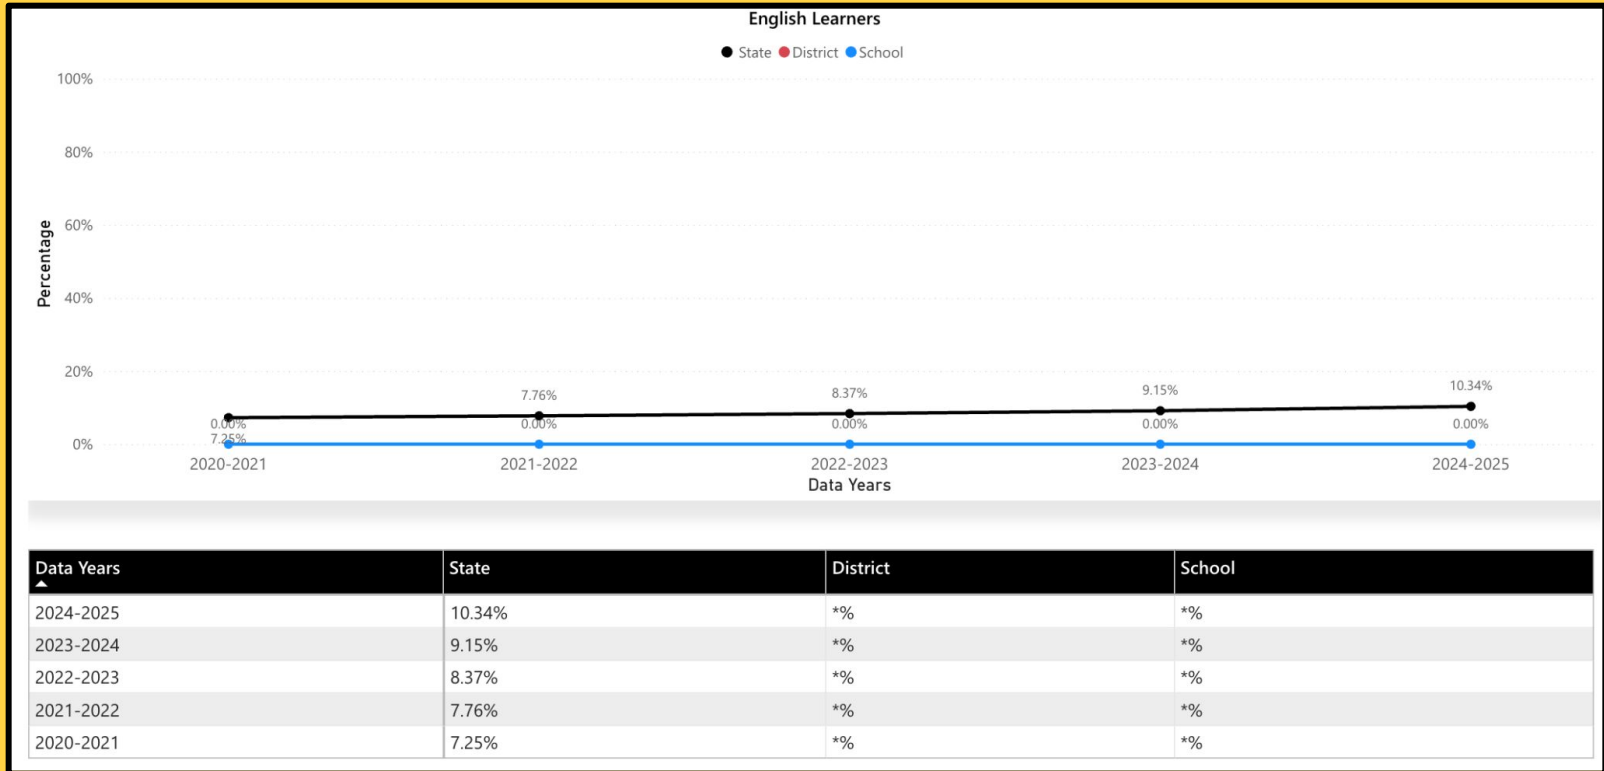 English Learners
State District School
100%
80%
60%
40%
20%
0%
Percentage
7.76%
8.37%
9.15%
10.34%
0.00%
0.00%
0.00%
0.00%
0.00%
7.25%
2020-2021 2021-2022 2022-2023 2023-2024 2024-2025
Data Years
Data Years State District School
2024-2025 10.34% *% *%
2023-2024 9.15% *% *%
2022-2023 8.37% *% *%
2021-2022 7.76% *% *%
2020-2021 7.25% *% *%